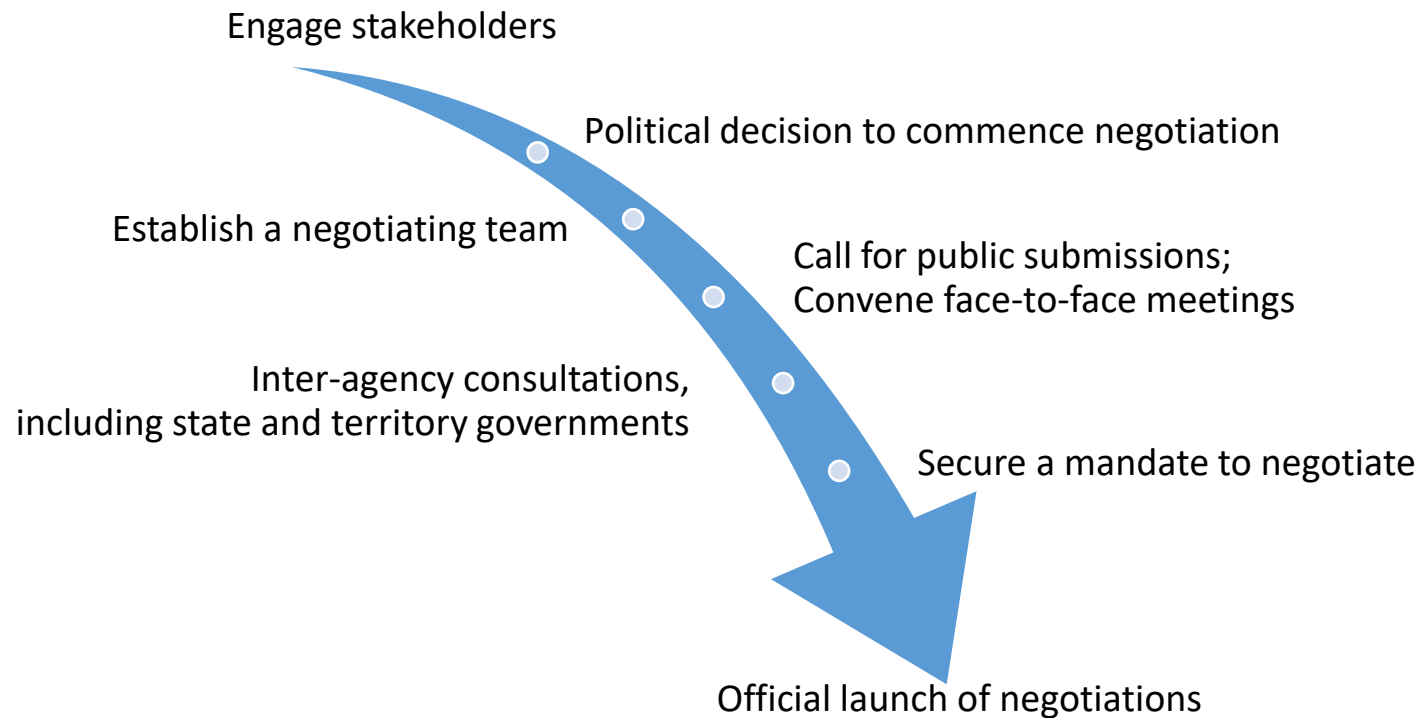 Engage stakeholders
Political decision to commence negotiation
Establish a negotiating team
Call for public submissions;
Convene face-to-face meetings
Inter-agency consultations,
including state and territory governments
Secure a mandate to negotiate
Official launch of negotiations